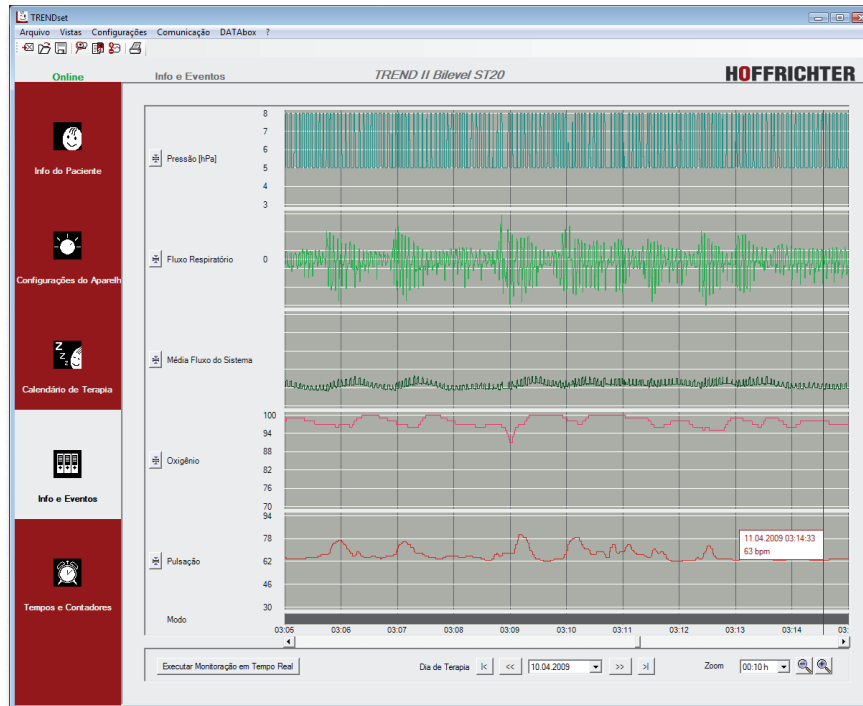 TRENDset
Arquivo Vistas Configurações Comunicação DATAbox ?
Online
Info e Eventos
TREND II Bilevel ST20
HOFFRICHTER
Info do Paciente
Configurações do Aparelh
Calendário de Terapia
Info e Eventos
Tempos e Contadores
Pressão [hPa]
8
7
6
5
4
3
Fluxo Respiratório
0
Média Fluxo do Sistema
Oxigênio
100
94
88
82
76
70
Pulsação
94
78
62
46
30
11.04.2009 03:14:33
63 bpm
Modo
03:05 03:06 03:07 03:08 03:09 03:10 03:11 03:12 03:13 03:14 03:
Executar Monitoração em Tempo Real
Dia de Terapia |< << 10.04.2009 >> >|
Zoom 00:10 h